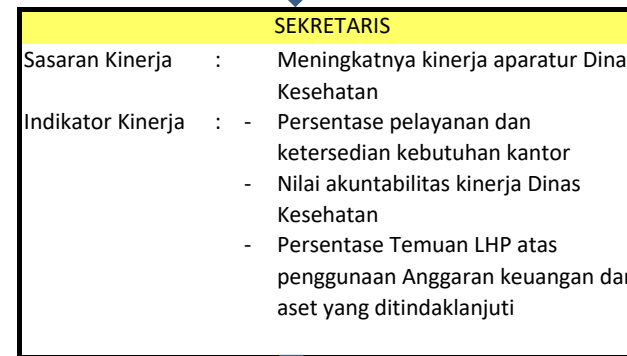 SEKRETARIS
Sasaran Kinerja : Meningkatnya kinerja aparatur Dina
Kesehatan
Indikator Kinerja : - Persentase pelayanan dan
ketersedian kebutuhan kantor
- Nilai akuntabilitas kinerja Dinas
Kesehatan
- Persentase Temuan LHP atas
penggunaan Anggaran keuangan dan
aset yang ditindaklanjuti